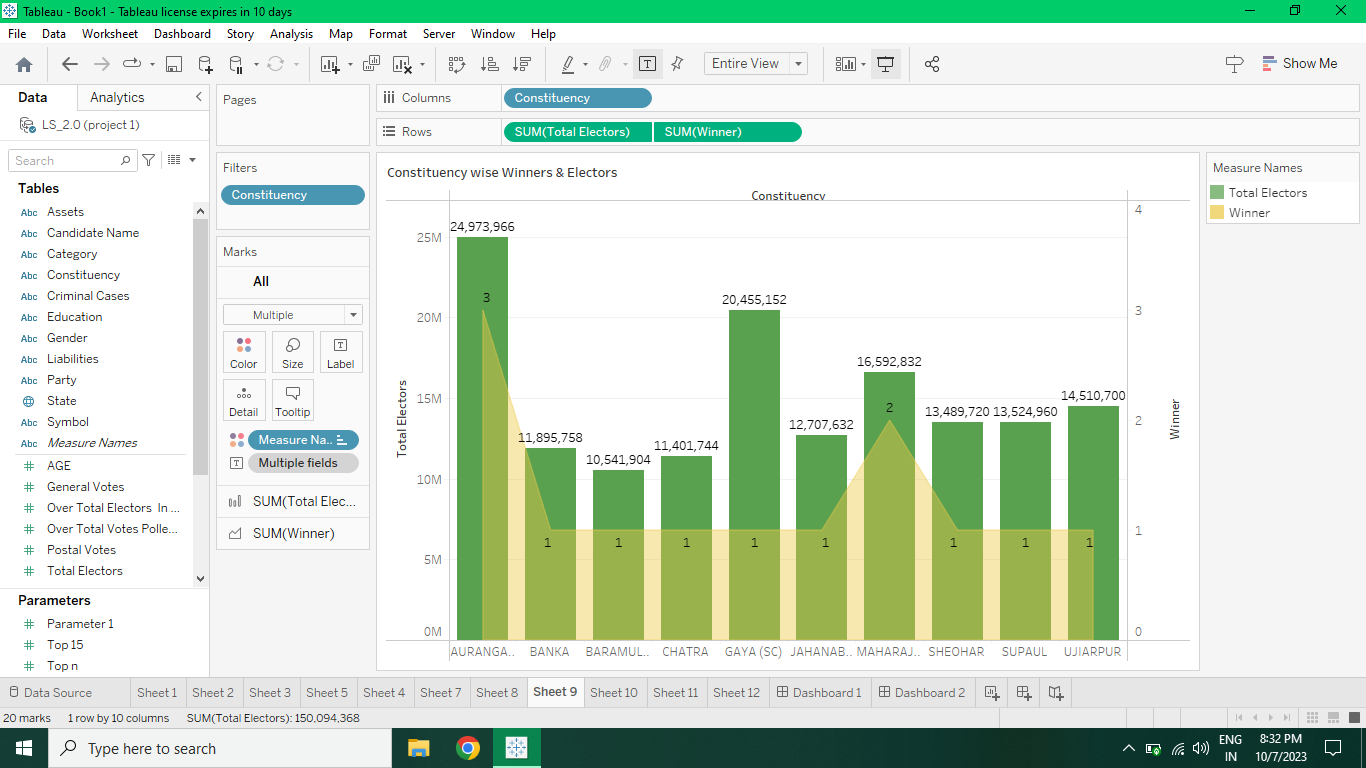 Tableau - Book1 - Tableau license expires in 10 days
File Data Worksheet Dashboard Story Analysis Map Format Server Window Help
Entire View
Show Me
Data Analytics
LS_2.0 (project 1)
Search
Tables
Abc Assets
Abc Candidate Name
Abc Category
Abc Constituency
Abc Criminal Cases
Abc Education
Abc Gender
Abc Liabilities
Abc Party
State
Abc Symbol
Abc Measure Names
AGE
General Votes
Over Total Electors In ...
Over Total Votes Polle...
Postal Votes
Total Electors
Parameters
Parameter 1
Top 15
Top n
Pages
Filters
Constituency
Marks
All
Multiple
Color Size Label
Detail Tooltip
Measure Na..
Multiple fields
SUM(Total Elec...
SUM(Winner)
Columns Constituency
Rows SUM(Total Electors) SUM(Winner)
Constituency wise Winners & Electors
Constituency
Total Electors
25M
20M
15M
10M
5M
0M
24,973,966
11,895,758
10,541,904
11,401,744
20,455,152
12,707,632
16,592,832
13,489,720
13,524,960
14,510,700
3 1 1 1 1 1 2 1 1 1
4
3
2
1
0
Winner
AURANGA.. BANKA BARAMUL.. CHATRA GAYA (SC) JAHANAB.. MAHARAJ.. SHEOHAR SUPAUL UJIARPUR
Measure Names
Total Electors
Winner
Data Source Sheet 1 Sheet 2 Sheet 3 Sheet 5 Sheet 4 Sheet 7 Sheet 8 Sheet 9 Sheet 10 Sheet 11 Sheet 12 Dashboard 1 Dashboard 2
20 marks 1 row by 10 columns SUM(Total Electors): 150,094,368
Type here to search
ENG
IN
8:32 PM
10/7/2023